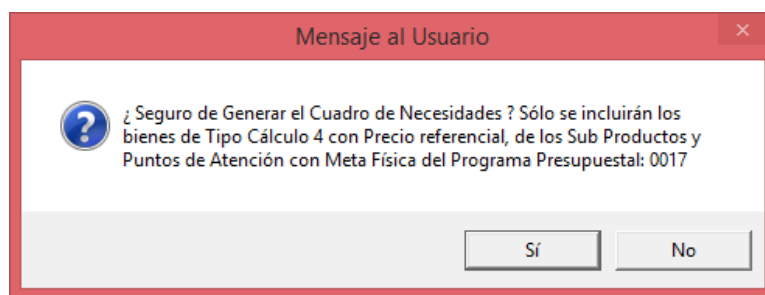 Mensaje al Usuario
¿ Seguro de Generar el Cuadro de Necesidades ? Sólo se incluirán los
bienes de Tipo Cálculo 4 con Precio referencial, de los Sub Productos y
Puntos de Atención con Meta Física del Programa Presupuestal: 0017
Sí No